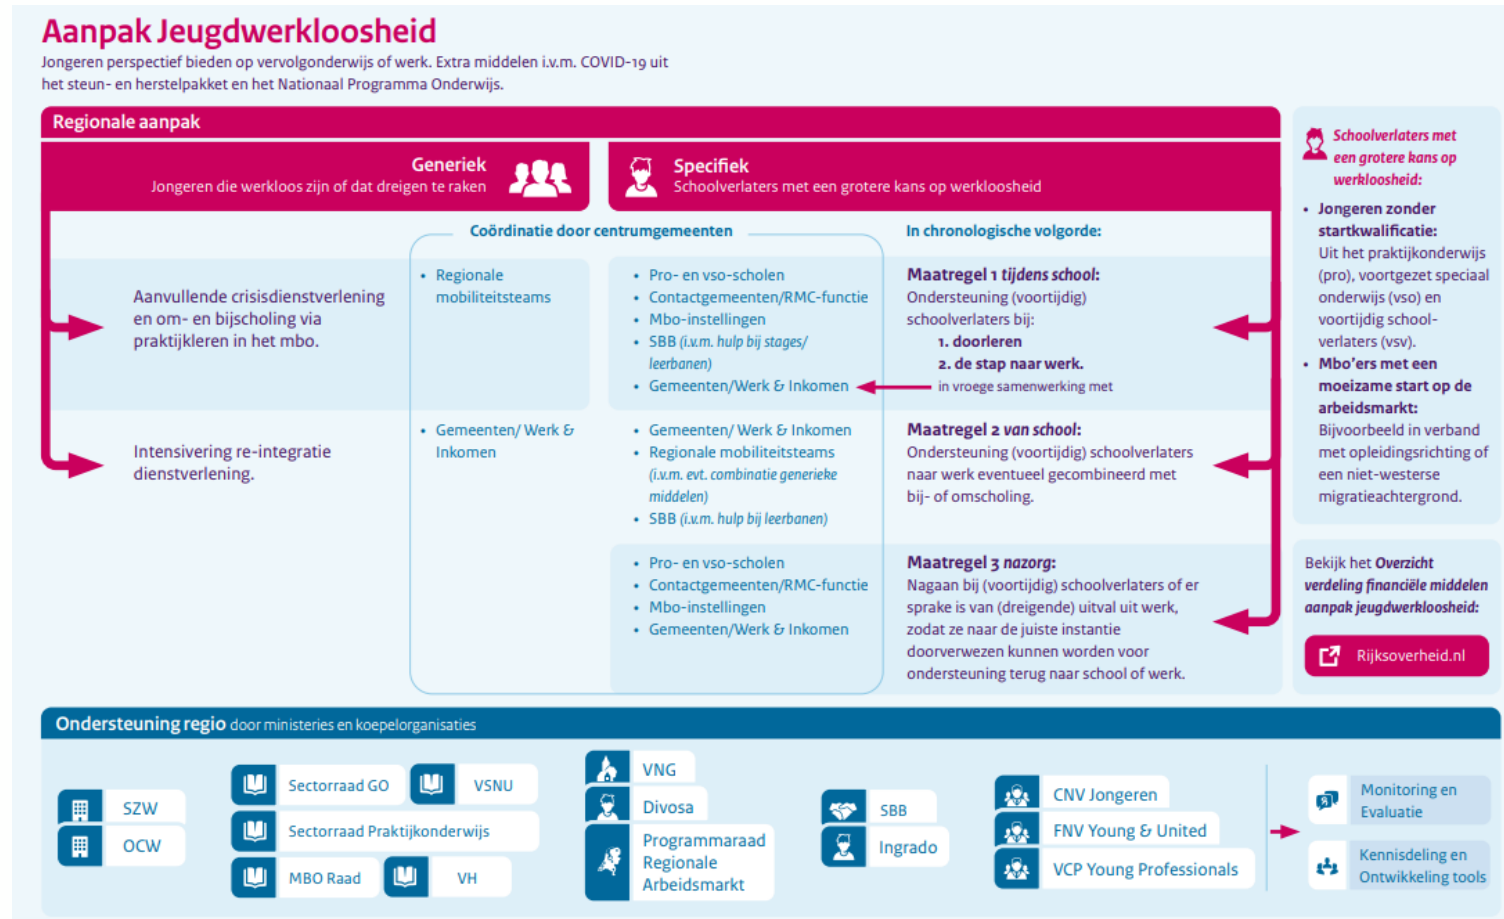 Aanpak Jeugdwerkloosheid
Jongeren perspectief bieden op vervolgonderwijs of werk. Extra middelen i.v.m. COVID-19 uit
het steun- en herstelpakket en het Nationaal Programma Onderwijs.
Regionale aanpak
Generiek
Jongeren die werkloos zijn of dat dreigen te raken
Specifiek
Schoolverlaters met een grotere kans op werkloosheid
Coördinatie door centrumgemeenten
In chronologische volgorde:
Aanvullende crisisdienstverlening
en om- en bijscholing via
praktijkleren in het mbo.
• Regionale
mobiliteitsteams
• Pro- en vso-scholen
• Contactgemeenten/RMC-functie
• Mbo-instellingen
• SBB (i.v.m. hulp bij stages/
leerbanen)
• Gemeenten/Werk & Inkomen
Maatregel 1 tijdens school:
Ondersteuning (voortijdig)
schoolverlaters bij:
1. doorleren
2. de stap naar werk.
in vroege samenwerking met
Intensivering re-integratie
dienstverlening.
• Gemeenten/ Werk &
Inkomen
• Gemeenten/ Werk & Inkomen
• Regionale mobiliteitsteams
(i.v.m. evt. combinatie generieke
middelen)
• SBB (i.v.m. hulp bij leerbanen)
Maatregel 2 van school:
Ondersteuning (voortijdig) schoolverlaters
naar werk eventueel gecombineerd met
bij- of omscholing.
• Pro- en vso-scholen
• Contactgemeenten/RMC-functie
• Mbo-instellingen
• Gemeenten/Werk & Inkomen
Maatregel 3 nazorg:
Nagaan bij (voortijdig) schoolverlaters of er
sprake is van (dreigende) uitval uit werk,
zodat ze naar de juiste instantie
doorverwezen kunnen worden voor
ondersteuning terug naar school of werk.
Schoolverlaters met
een grotere kans op
werkloosheid:
• Jongeren zonder
startkwalificatie:
Uit het praktijkonderwijs
(pro), voortgezet speciaal
onderwijs (vso) en
voortijdig school-
verlaters (vsv).
• Mbo'ers met een
moeizame start op de
arbeidsmarkt:
Bijvoorbeeld in verband
met opleidingsrichting of
een niet-westerse
migratieachtergrond.
Bekijk het Overzicht
verdeling financiële middelen
aanpak jeugdwerkloosheid:
Rijksoverheid.nl
Ondersteuning regio door ministeries en koepelorganisaties
SZW
OCW
Sectorraad GO
VSNU
Sectorraad Praktijkonderwijs
MBO Raad
VH
VNG
Divosa
Programmaraad
Regionale
Arbeidsmarkt
SBB
Ingrado
CNV Jongeren
FNV Young & United
VCP Young Professionals
Monitoring en
Evaluatie
Kennisdeling en
Ontwikkeling tools